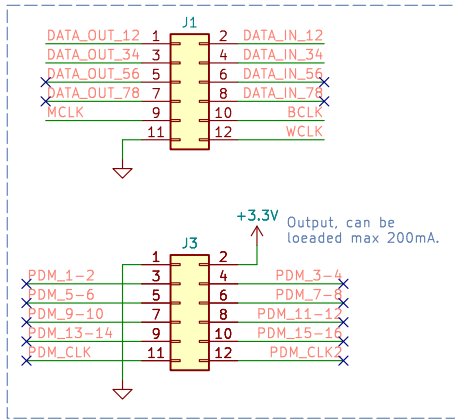 J1
DATA_OUT_12 1 2 DATA_IN_12
DATA_OUT_34 3 4 DATA_IN_34
DATA_OUT_56 5 6 DATA_IN_56
DATA_OUT_78 7 8 DATA_IN_78
MCLK 9 10 BCLK
11 12 WCLK
+3.3V
Output, can be
loeaded max 200mA.
J3
1 2
PDM_1-2 3 4 PDM_3-4
PDM_5-6 5 6 PDM_7-8
PDM_9-10 7 8 PDM_11-12
PDM_13-14 9 10 PDM_15-16
PDM_CLK 11 12 PDM_CLK2